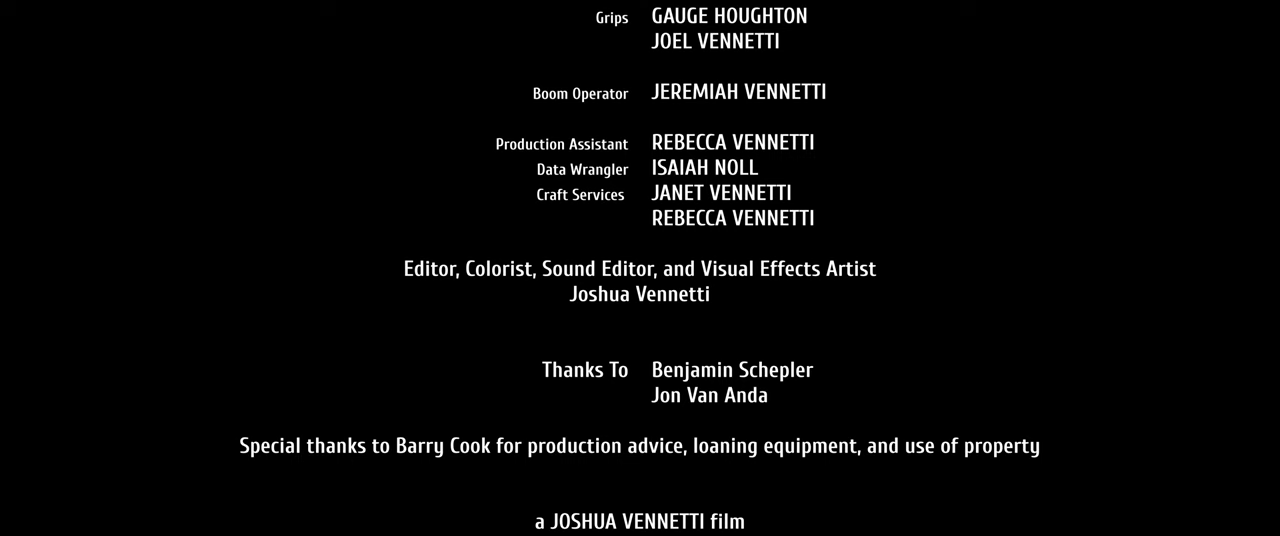 Grips GAUGE HOUGHTON
JOEL VENNETTI
Boom Operator JEREMIAH VENNETTI
Production Assistant REBECCA VENNETTI
Data Wrangler ISAIAH NOLL
Craft Services JANET VENNETTI
REBECCA VENNETTI
Editor, Colorist, Sound Editor, and Visual Effects Artist
Joshua Vennetti
Thanks To Benjamin Schepler
Jon Van Anda
Special thanks to Barry Cook for production advice, loaning equipment, and use of property
a JOSHUA VENNETTI film